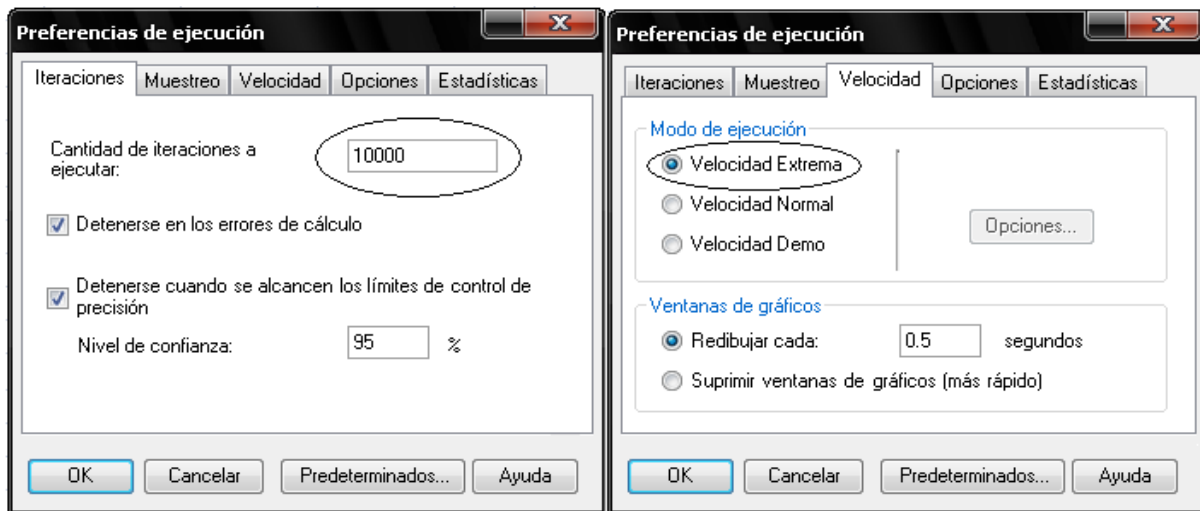 Preferencias de ejecución
Iteraciones Muestreo Velocidad Opciones Estadísticas
Cantidad de iteraciones a
ejecutar:
10000
Detenerse en los errores de cálculo
Detenerse cuando se alcancen los límites de control de
precisión
Nivel de confianza: 95 %
OK Cancelar Predeterminados... Ayuda
Preferencias de ejecución
Iteraciones Muestreo Velocidad Opciones Estadísticas
Modo de ejecución
Velocidad Extrema
Velocidad Normal
Velocidad Demo
Opciones...
Ventanas de gráficos
Redibujar cada: 0.5 segundos
Suprimir ventanas de gráficos (más rápido)
OK Cancelar Predeterminados... Ayuda